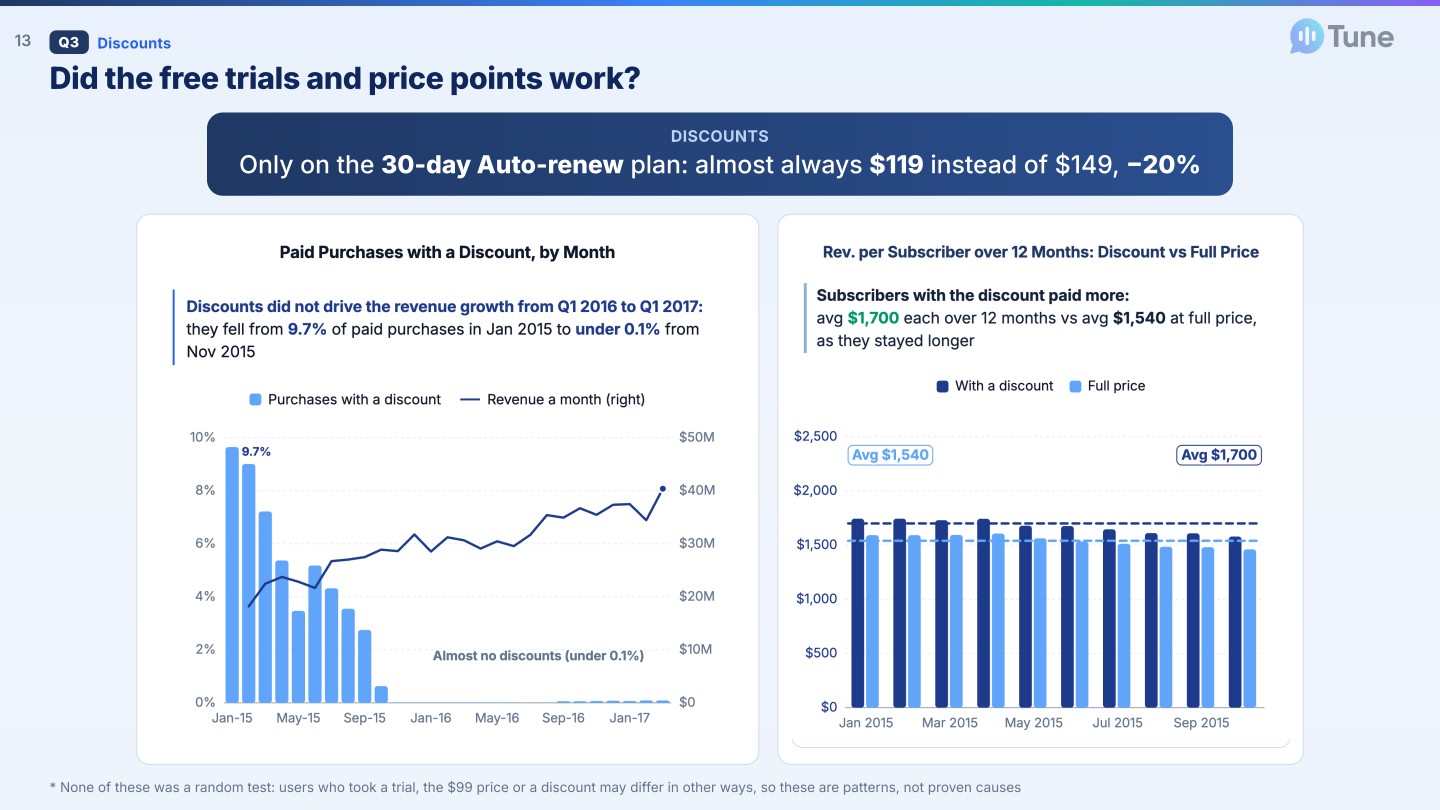 13
Q3
Discounts
Tune
Did the free trials and price points work?
DISCOUNTS
Only on the 30-day Auto-renew plan: almost always $119 instead of $149, −20%
Paid Purchases with a Discount, by Month
Discounts did not drive the revenue growth from Q1 2016 to Q1 2017:
they fell from 9.7% of paid purchases in Jan 2015 to under 0.1% from
Nov 2015
Purchases with a discount
Revenue a month (right)
10%
8%
6%
4%
2%
0%
9.7%
$50M
$40M
$30M
$20M
$10M
$0
Almost no discounts (under 0.1%)
Jan-15
May-15
Sep-15
Jan-16
May-16
Sep-16
Jan-17
Rev. per Subscriber over 12 Months: Discount vs Full Price
Subscribers with the discount paid more:
avg $1,700 each over 12 months vs avg $1,540 at full price,
as they stayed longer
With a discount
Full price
$2,500
$2,000
$1,500
$1,000
$500
$0
Avg $1,540
Avg $1,700
Jan 2015
Mar 2015
May 2015
Jul 2015
Sep 2015
* None of these was a random test: users who took a trial, the $99 price or a discount may differ in other ways, so these are patterns, not proven causes